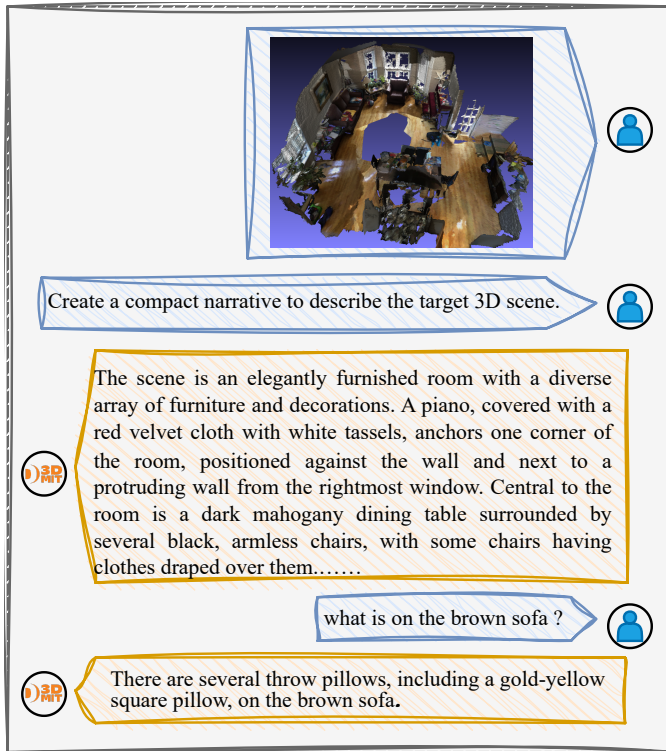 Create a compact narrative to describe the target 3D scene.
The scene is an elegantly furnished room with a diverse
array of furniture and decorations. A piano, covered with a
red velvet cloth with white tassels, anchors one corner of
the room, positioned against the wall and next to a
protruding wall from the rightmost window. Central to the
room is a dark mahogany dining table surrounded by
several black, armless chairs, with some chairs having
clothes draped over them.……
3D
MIT
what is on the brown sofa ?
There are several throw pillows, including a gold-yellow
square pillow, on the brown sofa.
3D
MIT